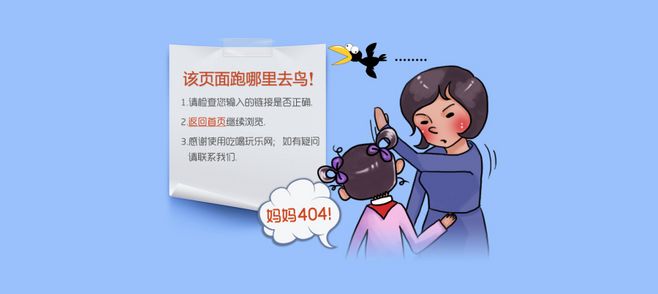 该页面跑哪里去鸟!
1.请检查您输入的链接是否正确.
2.返回首页继续浏览.
3.感谢使用吃喝玩乐网；如有疑问
请联系我们.
妈妈404!
........